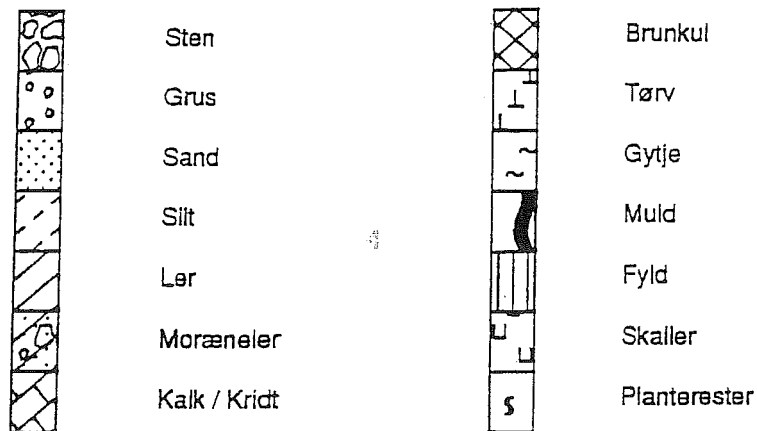 Sten
Grus
Sand
Silt
Ler
Moræneler
Kalk / Kridt
Brunkul
Tørv
Gytje
Muld
Fyld
Skaller
Planterester